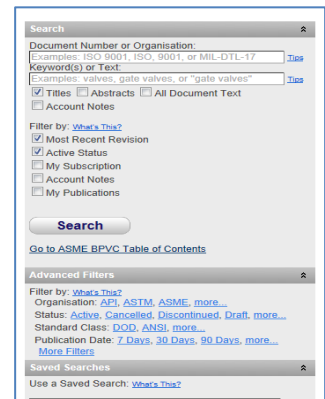 Search
Document Number or Organisation:
Examples: ISO 9001, ISO 9001, or MIL-DTL-17 Tips
Keyword(s) or Text:
Examples: valves, gate valves, or "gate valves" Tips
Titles Abstracts All Document Text
Account Notes
Filter by: What's This?
Most Recent Revision
Active Status
My Subscription
Account Notes
My Publications
Search
Go to ASME BPVC Table of Contents
Advanced Filters
Filter by: What's This?
Organisation: API, ASTM, ASME, more...
Status: Active, Cancelled, Discontinued, Draft, more...
Standard Class: DOD, ANSI, more...
Publication Date: 7 Days, 30 Days, 90 Days, more...
More Filters
Saved Searches
Use a Saved Search: What's This?